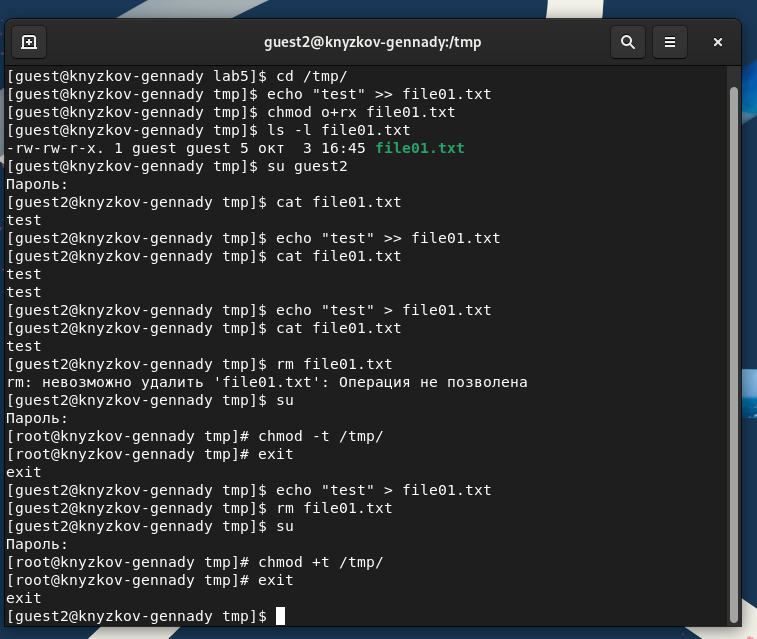 guest2@knyzkov-gennady:/tmp
[guest@knyzkov-gennady lab5]$ cd /tmp/
[guest@knyzkov-gennady tmp]$ echo "test" >> file01.txt
[guest@knyzkov-gennady tmp]$ chmod o+rx file01.txt
[guest@knyzkov-gennady tmp]$ ls -l file01.txt
-rw-rw-r-x. 1 guest guest 5 окт  3 16:45 file01.txt
[guest@knyzkov-gennady tmp]$ su guest2
Пароль:
[guest2@knyzkov-gennady tmp]$ cat file01.txt
test
[guest2@knyzkov-gennady tmp]$ echo "test" >> file01.txt
[guest2@knyzkov-gennady tmp]$ cat file01.txt
test
test
[guest2@knyzkov-gennady tmp]$ echo "test" > file01.txt
[guest2@knyzkov-gennady tmp]$ cat file01.txt
test
[guest2@knyzkov-gennady tmp]$ rm file01.txt
rm: невозможно удалить 'file01.txt': Операция не позволена
[guest2@knyzkov-gennady tmp]$ su
Пароль:
[root@knyzkov-gennady tmp]# chmod -t /tmp/
[root@knyzkov-gennady tmp]# exit
exit
[guest2@knyzkov-gennady tmp]$ echo "test" > file01.txt
[guest2@knyzkov-gennady tmp]$ rm file01.txt
[guest2@knyzkov-gennady tmp]$ su
Пароль:
[root@knyzkov-gennady tmp]# chmod +t /tmp/
[root@knyzkov-gennady tmp]# exit
exit
[guest2@knyzkov-gennady tmp]$